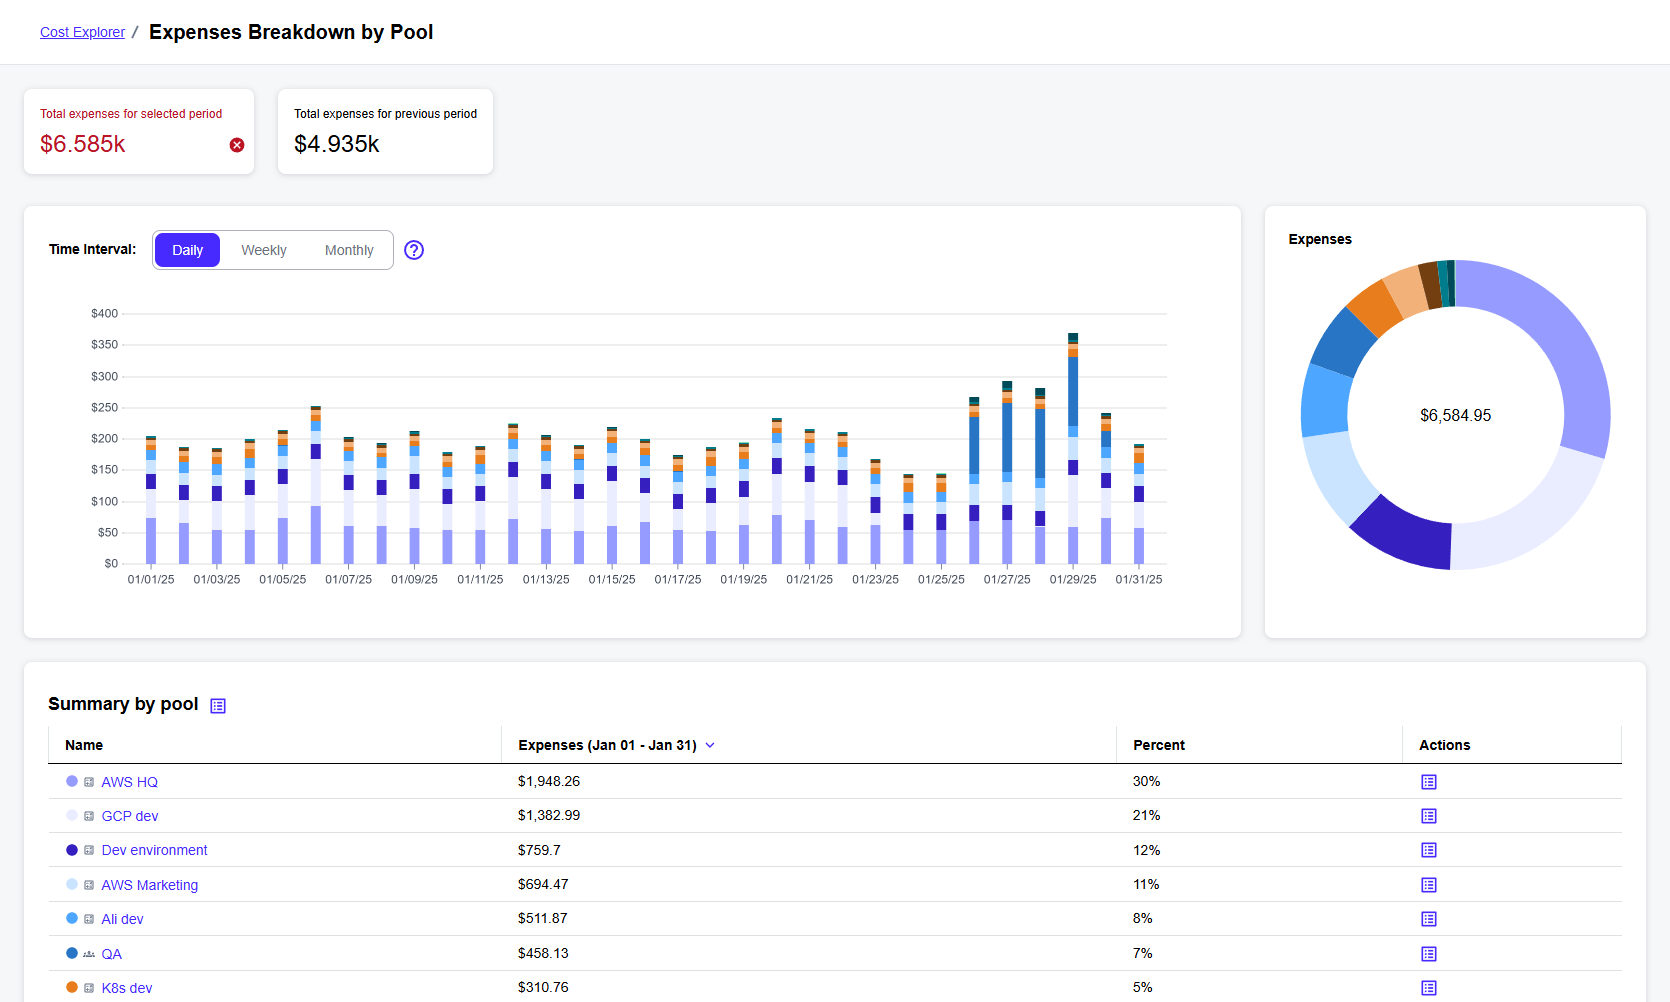 Cost Explorer / Expenses Breakdown by Pool
Total expenses for selected period
$6.585k
Total expenses for previous period
$4.935k
Time Interval: Daily Weekly Monthly ?
$400
$350
$300
$250
$200
$150
$100
$50
$0
01/01/25 01/03/25 01/05/25 01/07/25 01/09/25 01/11/25 01/13/25 01/15/25 01/17/25 01/19/25 01/21/25 01/23/25 01/25/25 01/27/25 01/29/25 01/31/25
Expenses
$6,584.95
Summary by pool
Name Expenses (Jan 01 - Jan 31) Percent Actions
AWS HQ $1,948.26 30%
GCP dev $1,382.99 21%
Dev environment $759.7 12%
AWS Marketing $694.47 11%
Ali dev $511.87 8%
QA $458.13 7%
K8s dev $310.76 5%